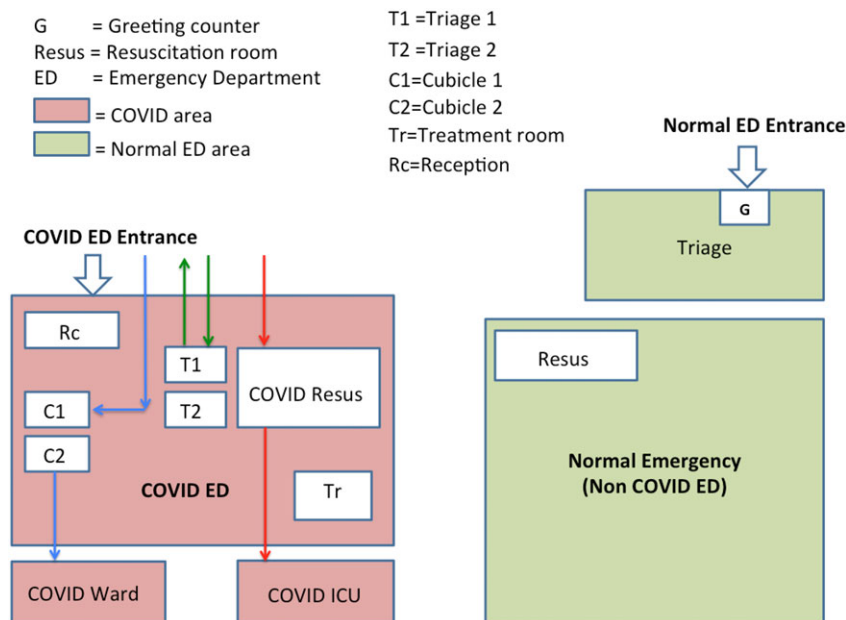 G = Greeting counter
Resus = Resuscitation room
ED = Emergency Department
= COVID area
= Normal ED area
T1 =Triage 1
T2 =Triage 2
C1=Cubicle 1
C2=Cubicle 2
Tr=Treatment room
Rc=Reception
Normal ED Entrance
G
Triage
COVID ED Entrance
Rc
T1
COVID Resus
C1
T2
C2
COVID ED
Tr
COVID Ward
COVID ICU
Resus
Normal Emergency
(Non COVID ED)